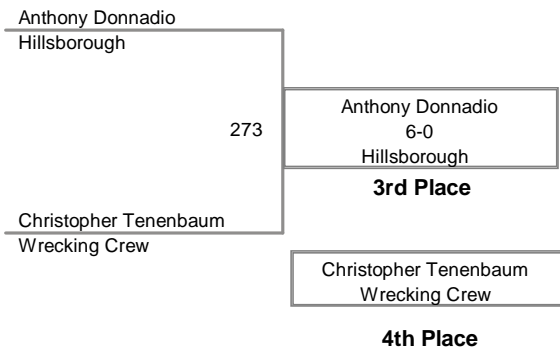 Anthony Donnadio
Hillsborough
273
Anthony Donnadio
6-0
Hillsborough
3rd Place
Christopher Tenenbaum
Wrecking Crew
Christopher Tenenbaum
Wrecking Crew
4th Place